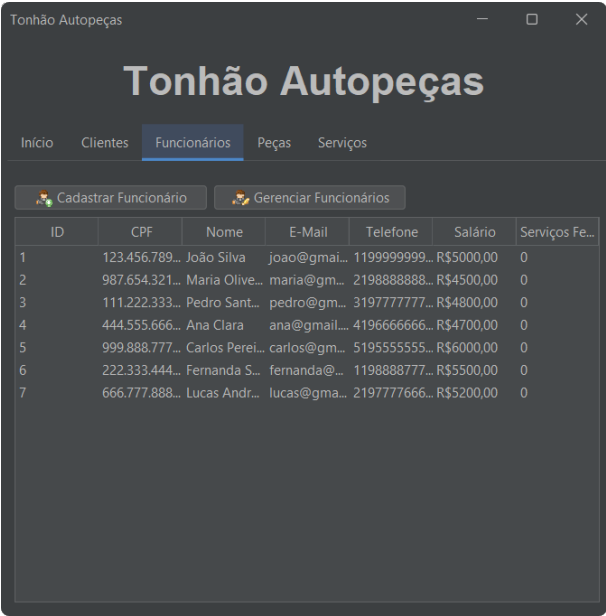 Tonhão Autopeças
Tonhão Autopeças
Início Clientes Funcionários Peças Serviços
Cadastrar Funcionário Gerenciar Funcionários
ID CPF Nome E-Mail Telefone Salário Serviços Fe...
1 123.456.789... João Silva joao@gmai... 1199999999... R$5000,00 0
2 987.654.321... Maria Olive... maria@gm... 2198888888... R$4500,00 0
3 111.222.333... Pedro Sant... pedro@gm... 3197777777... R$4800,00 0
4 444.555.666... Ana Clara ana@gmail.... 4196666666... R$4700,00 0
5 999.888.777... Carlos Perei... carlos@gm... 5195555555... R$6000,00 0
6 222.333.444... Fernanda S... fernanda@... 1198888777... R$5500,00 0
7 666.777.888... Lucas Andr... lucas@gma... 2197777666... R$5200,00 0